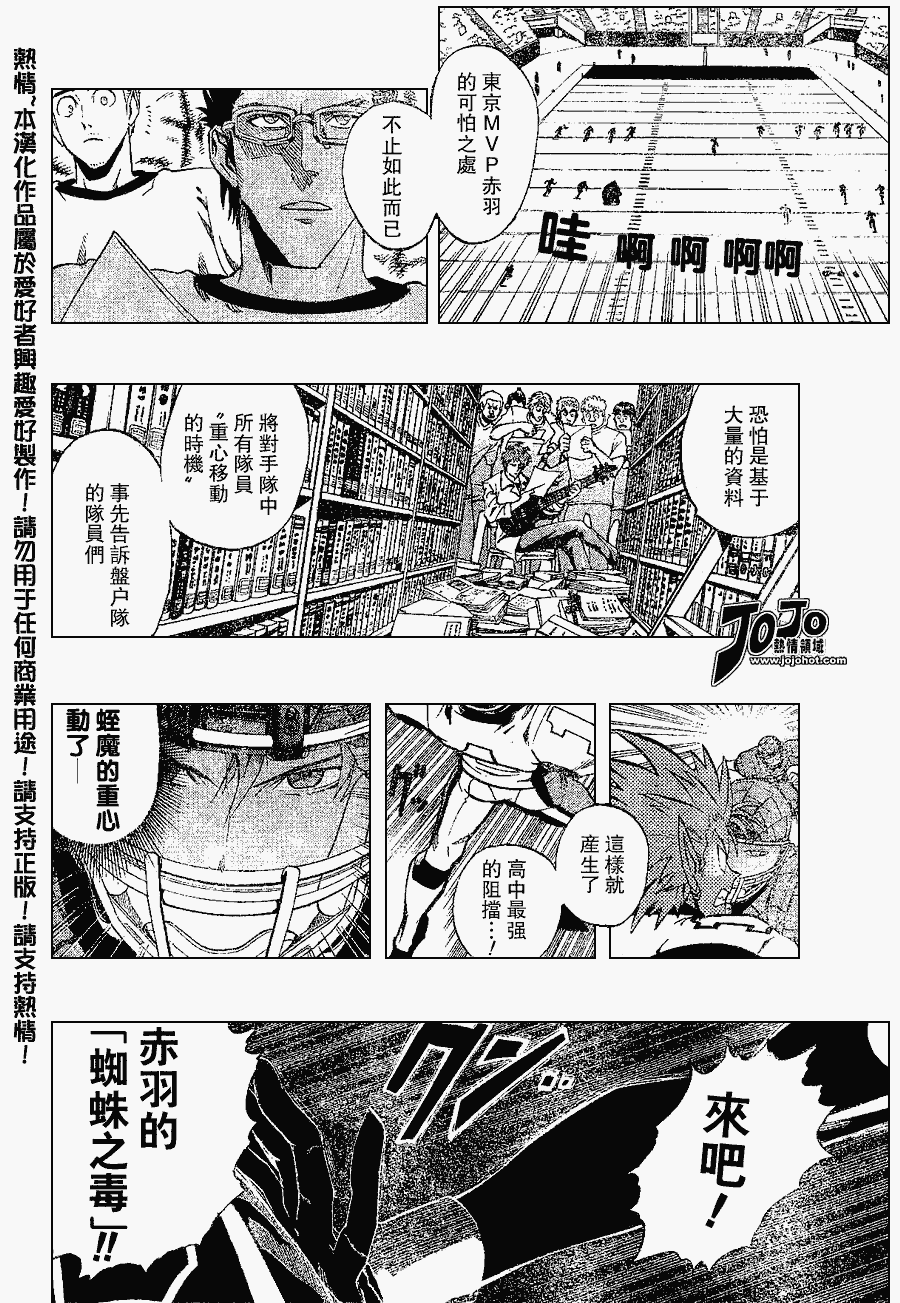 東京MVP赤羽
的可怕之處
不止如此而已
哇啊啊啊啊
恐怕是基于
大量的資料
將對手隊中
所有隊員
“重心移動
的時機”
事先告訴盤户隊
的隊員們
JOJO
熱情領域
www.jojohot.com
這樣就
産生了
高中最强
的阻擋…!
蛭魔的重心
動了—
來吧!
グン
赤羽的
「蜘蛛之毒」!!
熱情、本漢化作品屬於愛好者興趣愛好製作!請勿用于任何商業用途!請支持正版!請支持熱情!